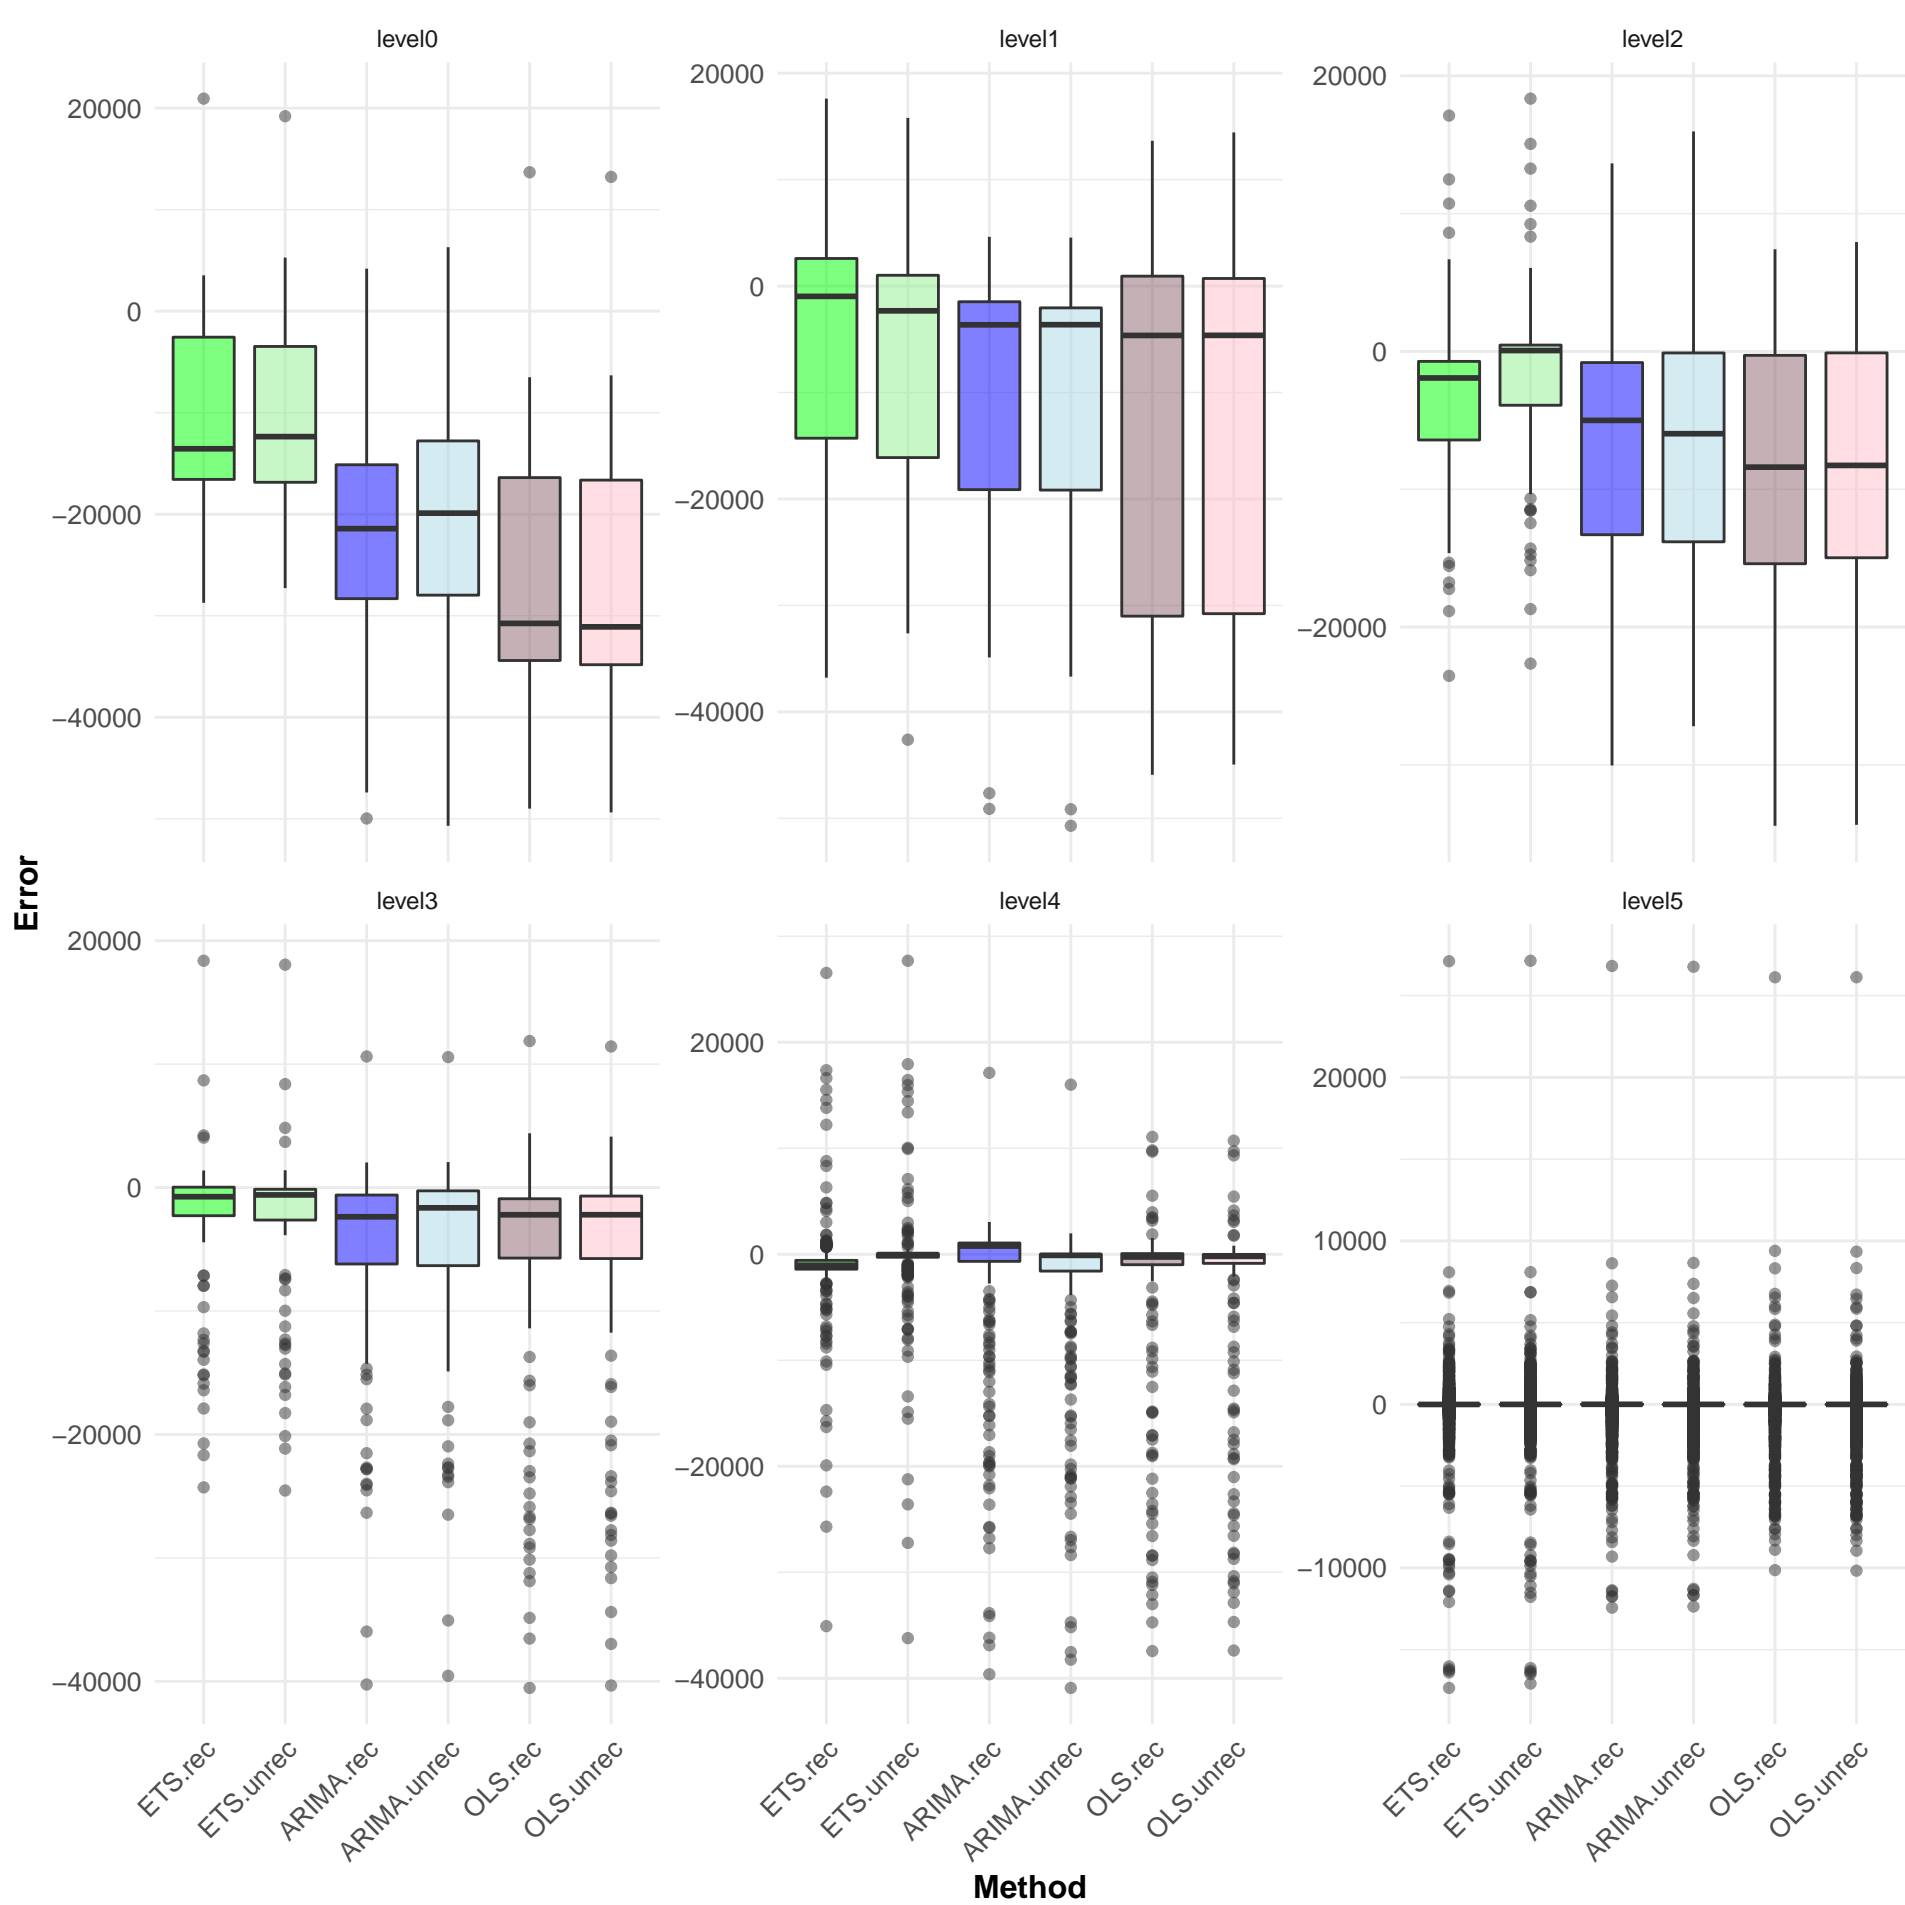 level0
level1
level2
20000
0
−20000
−40000
20000
0
−20000
−40000
20000
0
−20000
Error
level3
level4
level5
20000
0
−20000
−40000
20000
0
−20000
−40000
20000
10000
0
−10000
ETS.rec
ETS.unrec
ARIMA.rec
ARIMA.unrec
OLS.rec
OLS.unrec
ETS.rec
ETS.unrec
ARIMA.rec
ARIMA.unrec
OLS.rec
OLS.unrec
ETS.rec
ETS.unrec
ARIMA.rec
ARIMA.unrec
OLS.rec
OLS.unrec
Method